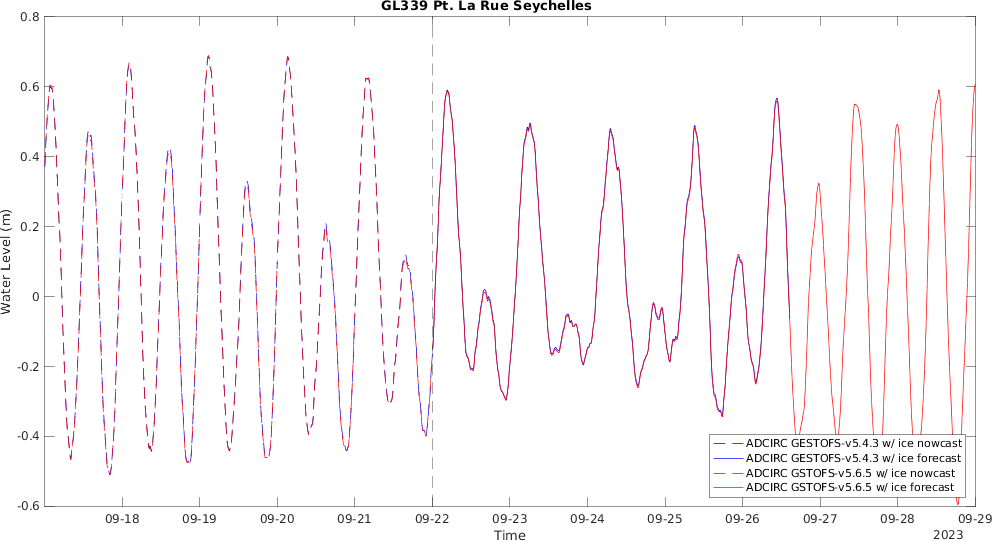 GL339 Pt. La Rue Seychelles
0.8
0.6
0.4
0.2
0
-0.2
-0.4
-0.6
Water Level (m)
ADCIRC GESTOFS-v5.4.3 w/ ice nowcast
ADCIRC GESTOFS-v5.4.3 w/ ice forecast
ADCIRC GSTOFS-v5.6.5 w/ ice nowcast
ADCIRC GSTOFS-v5.6.5 w/ ice forecast
09-18 09-19 09-20 09-21 09-22 09-23 09-24 09-25 09-26 09-27 09-28 09-29
Time
2023